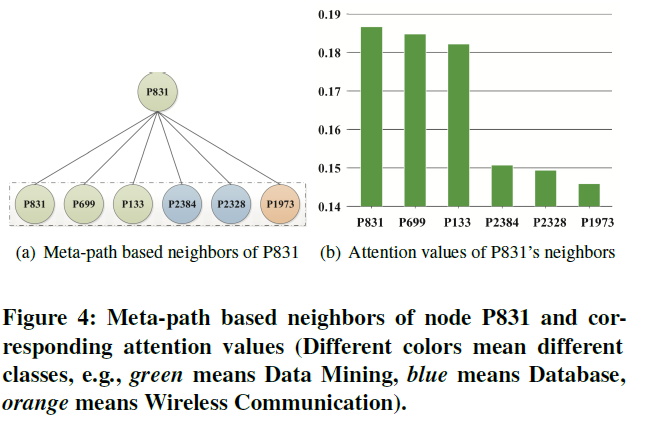 P831
P831 P699 P133 P2384 P2328 P1973
(a) Meta-path based neighbors of P831
0.19
0.18
0.17
0.16
0.15
0.14
P831 P699 P133 P2384 P2328 P1973
(b) Attention values of P831's neighbors
Figure 4: Meta-path based neighbors of node P831 and cor-
responding attention values (Different colors mean different
classes, e.g., green means Data Mining, blue means Database,
orange means Wireless Communication).